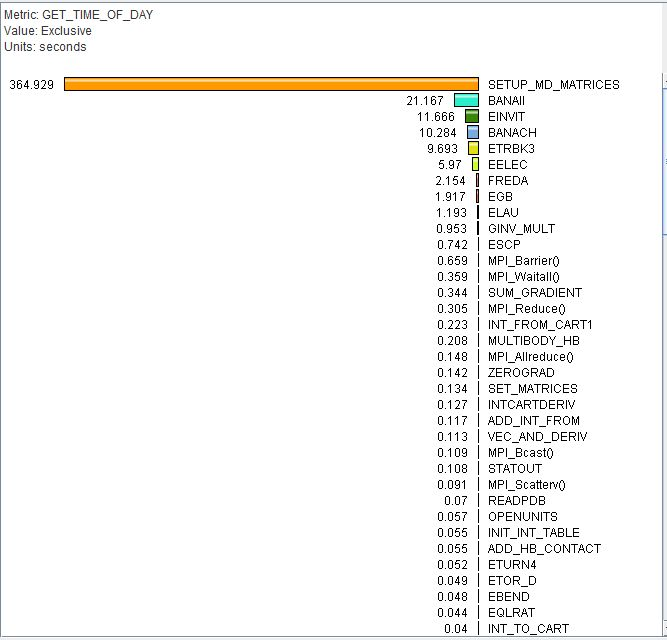 Metric: GET_TIME_OF_DAY
Value: Exclusive
Units: seconds
364.929 SETUP_MD_MATRICES
21.167 BANAII
11.666 EINVIT
10.284 BANACH
9.693 ETRBK3
5.97 EELEC
2.154 FREDA
1.917 EGB
1.193 ELAU
0.953 GINV_MULT
0.742 ESCP
0.659 MPI_Barrier()
0.359 MPI_Waitall()
0.344 SUM_GRADIENT
0.305 MPI_Reduce()
0.223 INT_FROM_CART1
0.208 MULTIBODY_HB
0.148 MPI_Allreduce()
0.142 ZEROGRAD
0.134 SET_MATRICES
0.127 INTCARTDERIV
0.117 ADD_INT_FROM
0.113 VEC_AND_DERIV
0.109 MPI_Bcast()
0.108 STATOUT
0.091 MPI_Scatterv()
0.07 READPDB
0.057 OPENUNITS
0.055 INIT_INT_TABLE
0.055 ADD_HB_CONTACT
0.052 ETURN4
0.049 ETOR_D
0.048 EBEND
0.044 EQLRAT
0.04 INT_TO_CART